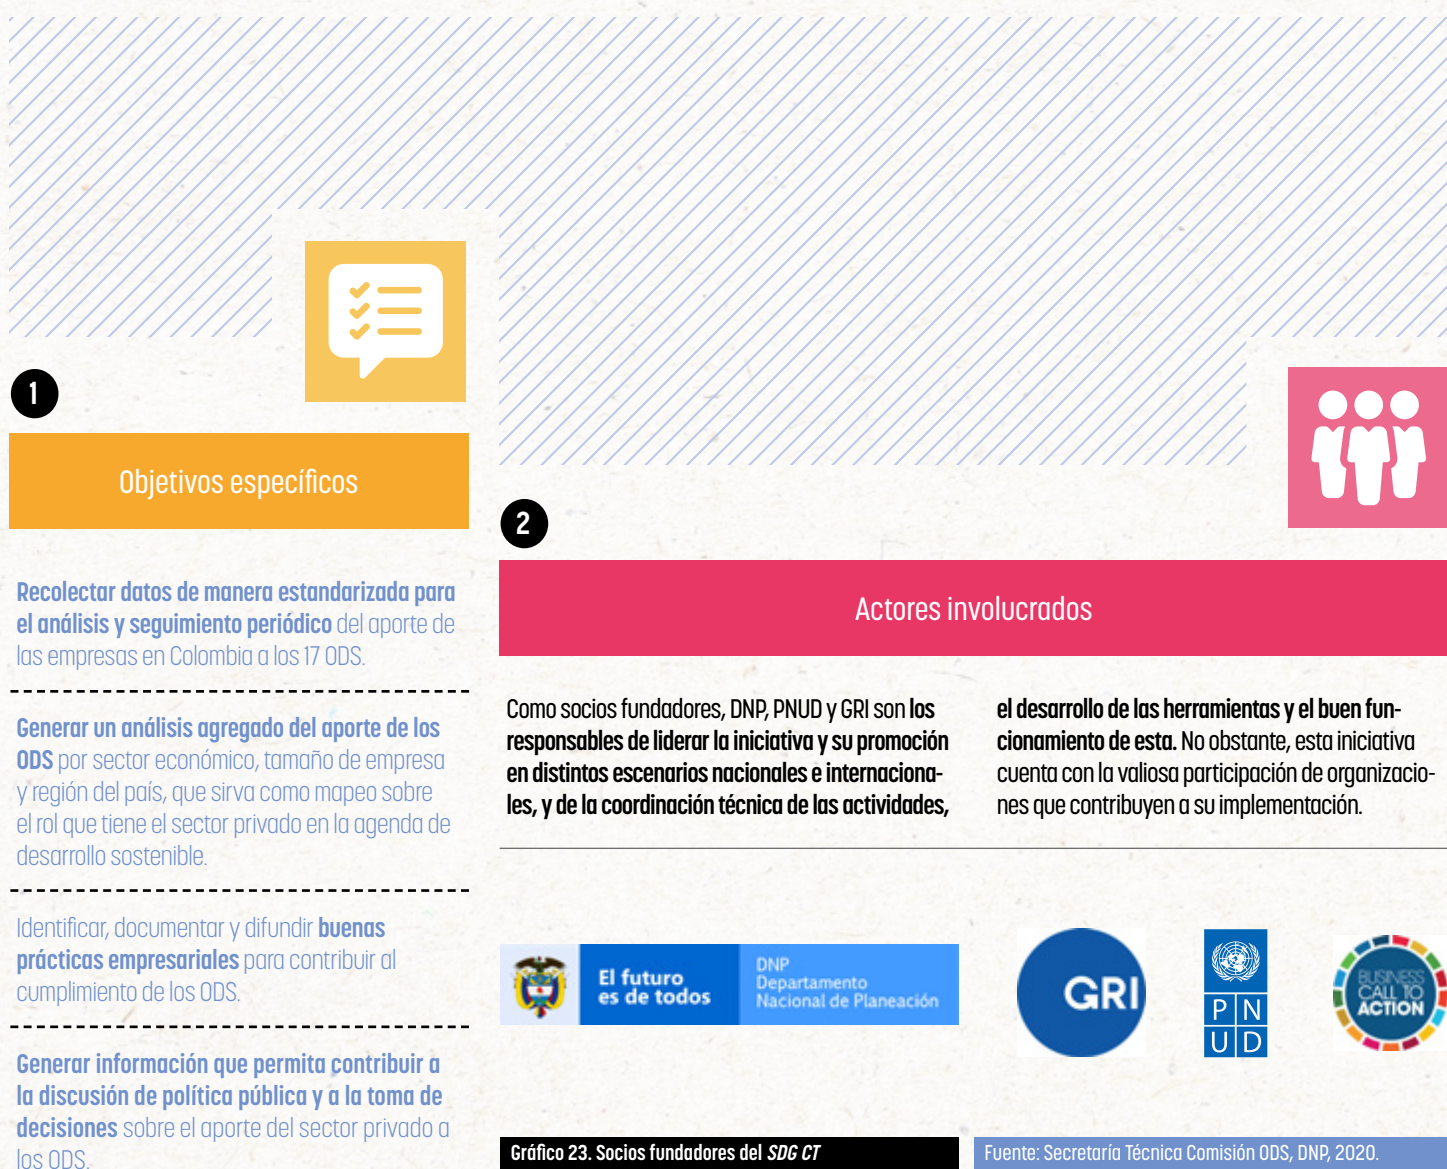 1
Objetivos específicos
Recolectar datos de manera estandarizada para
el análisis y seguimiento periódico del aporte de
las empresas en Colombia a los 17 ODS.
Generar un análisis agregado del aporte de los
ODS por sector económico, tamaño de empresa
y región del país, que sirva como mapeo sobre
el rol que tiene el sector privado en la agenda de
desarrollo sostenible.
Identificar, documentar y difundir buenas
prácticas empresariales para contribuir al
cumplimiento de los ODS.
Generar información que permita contribuir a
la discusión de política pública y a la toma de
decisiones sobre el aporte del sector privado a
los ODS.
2
Actores involucrados
Como socios fundadores, DNP, PNUD y GRI son los
responsables de liderar la iniciativa y su promoción
en distintos escenarios nacionales e internaciona-
les, y de la coordinación técnica de las actividades,
el desarrollo de las herramientas y el buen fun-
cionamiento de esta. No obstante, esta iniciativa
cuenta con la valiosa participación de organizacio-
nes que contribuyen a su implementación.
El futuro
es de todos
DNP
Departamento
Nacional de Planeación
GRI
P N
U D
BUSINESS
CALL TO
ACTION
Gráfico 23. Socios fundadores del SDG CT
Fuente: Secretaría Técnica Comisión ODS, DNP, 2020.